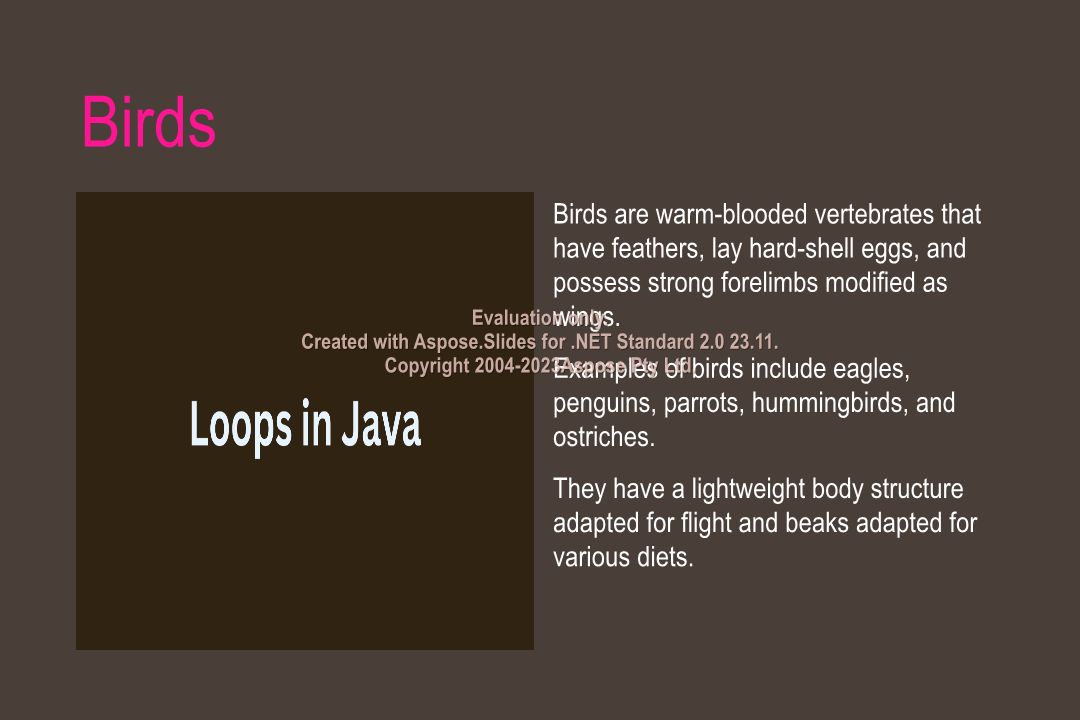 Birds
Birds are warm-blooded vertebrates that
have feathers, lay hard-shell eggs, and
possess strong forelimbs modified as
wings.
Evaluation only.
Created with Aspose.Slides for .NET Standard 2.0 23.11.
Copyright 2004-2023Aspose Pty Ltd.
Examples of birds include eagles,
penguins, parrots, hummingbirds, and
ostriches.
Loops in Java
They have a lightweight body structure
adapted for flight and beaks adapted for
various diets.